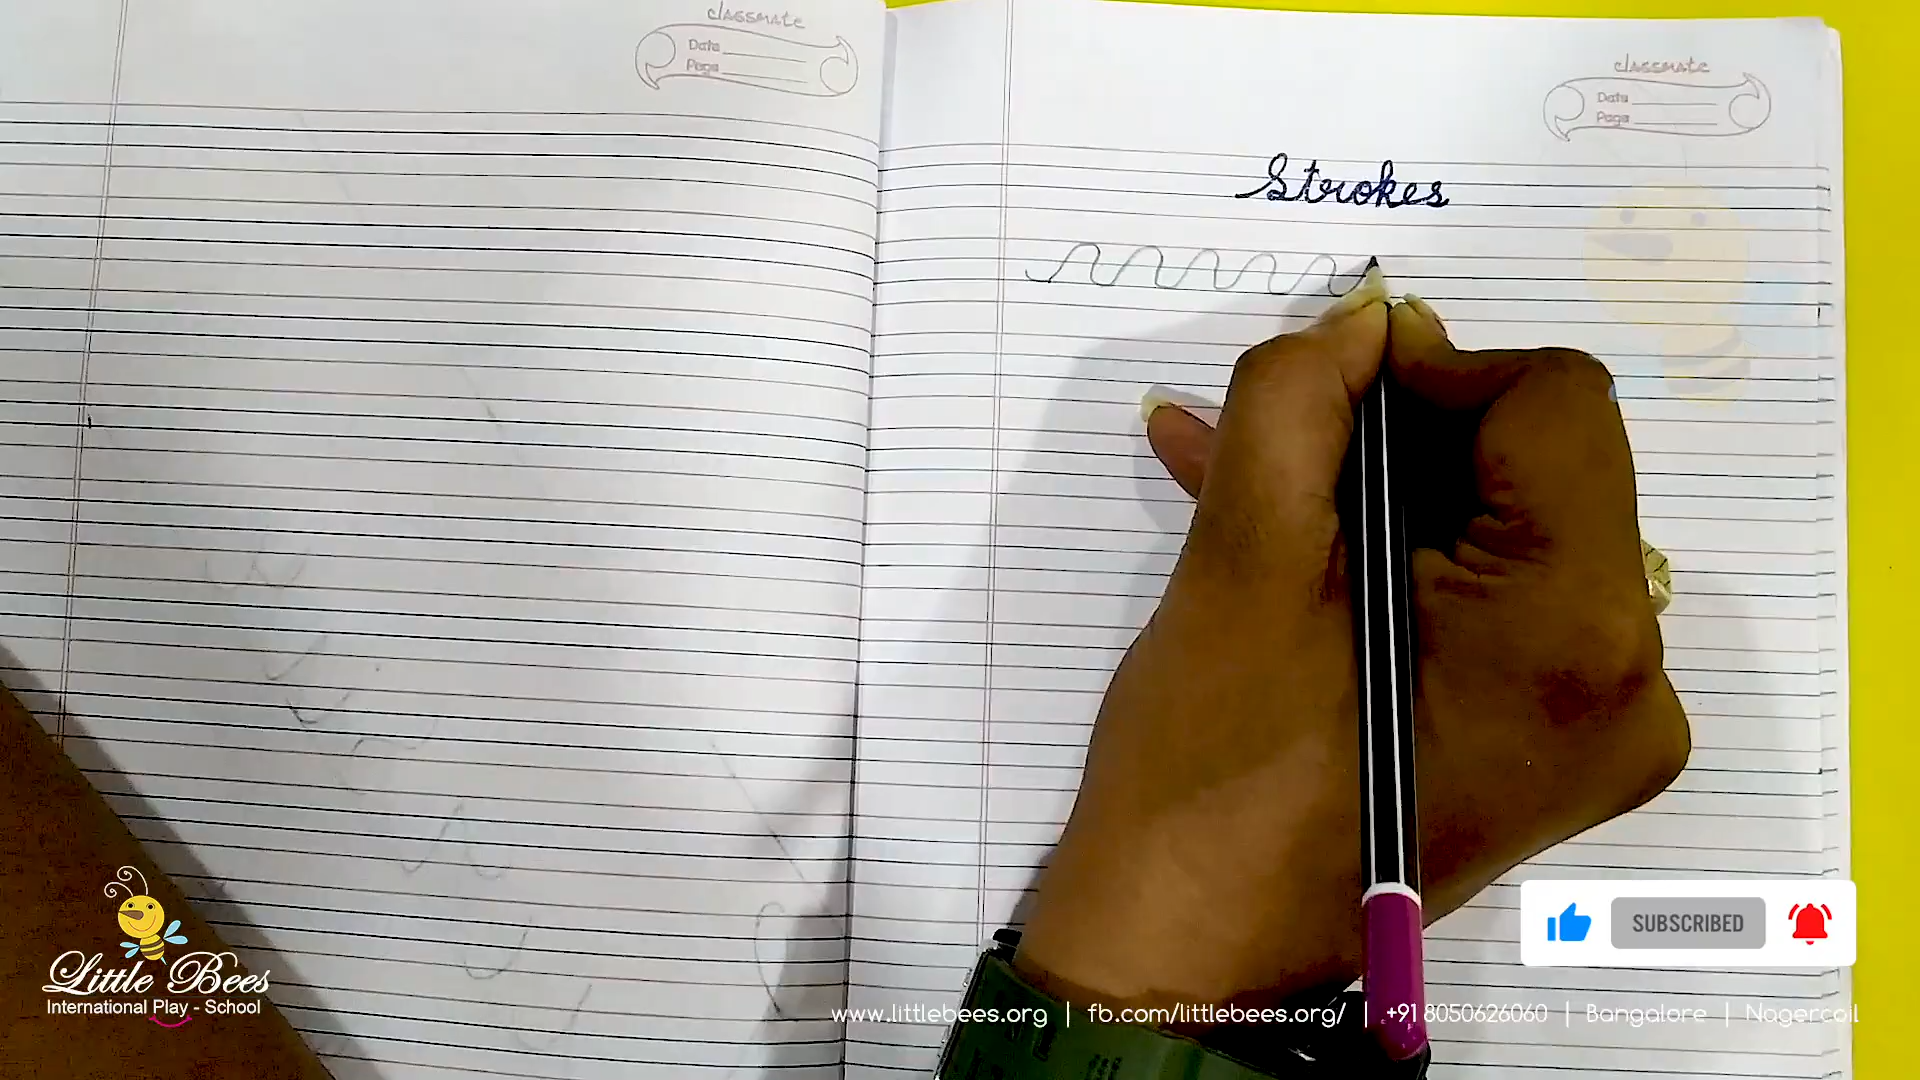 classmate
Date
Page
classmate
Date
Page
Strokes
SUBSCRIBED
Little Bees
International Play - School
www.littlebees.org | fb.com/littlebees.org/ | +91 8050626060 | Bangalore | Nagercoil